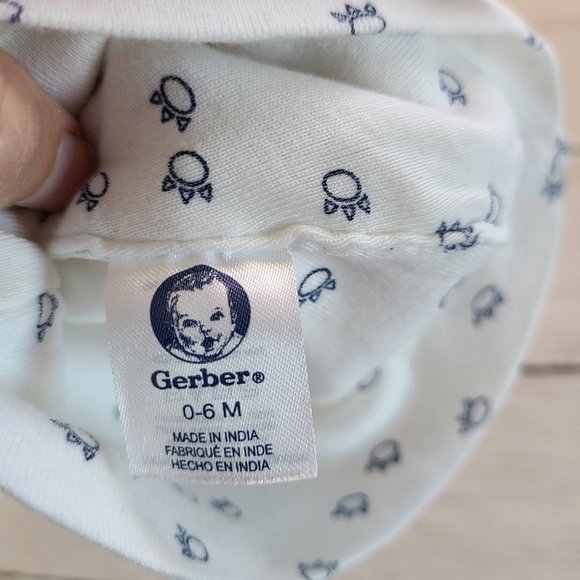 Gerber®
0-6 M
MADE IN INDIA
FABRIQUÉ EN INDE
HECHO EN INDIA